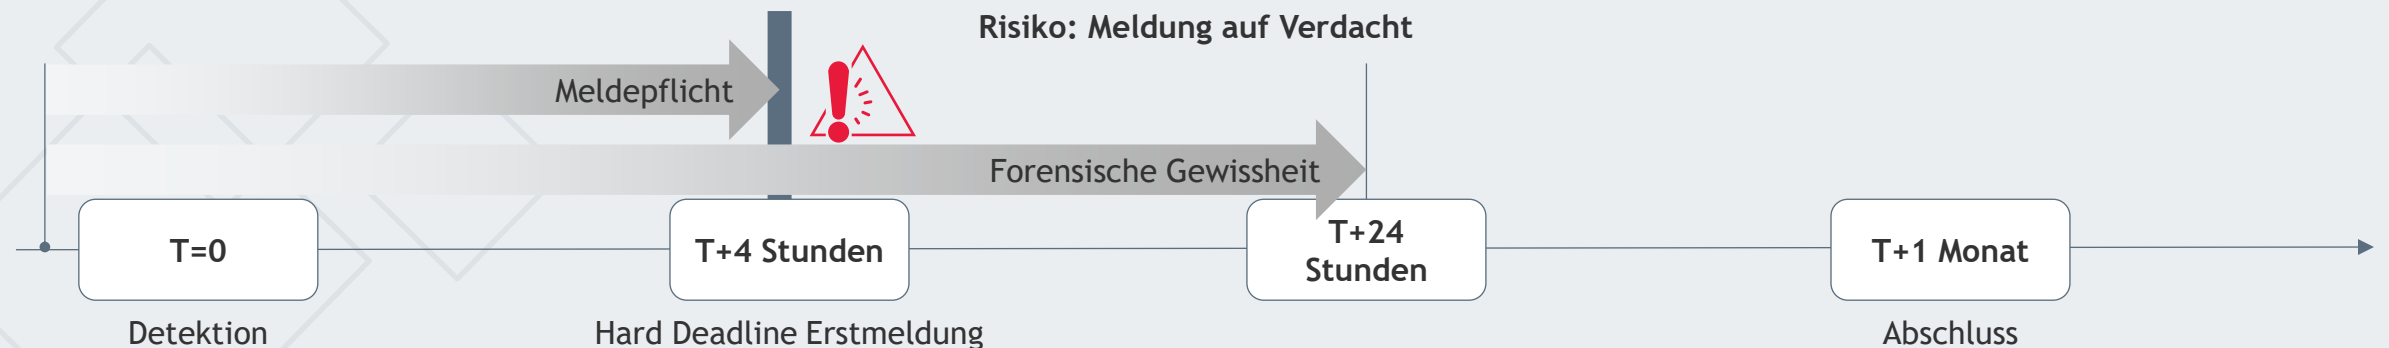 Risiko: Meldung auf Verdacht
Meldepflicht
Forensische Gewissheit
T=0
T+4 Stunden
T+24
Stunden
T+1 Monat
Detektion
Hard Deadline Erstmeldung
Abschluss